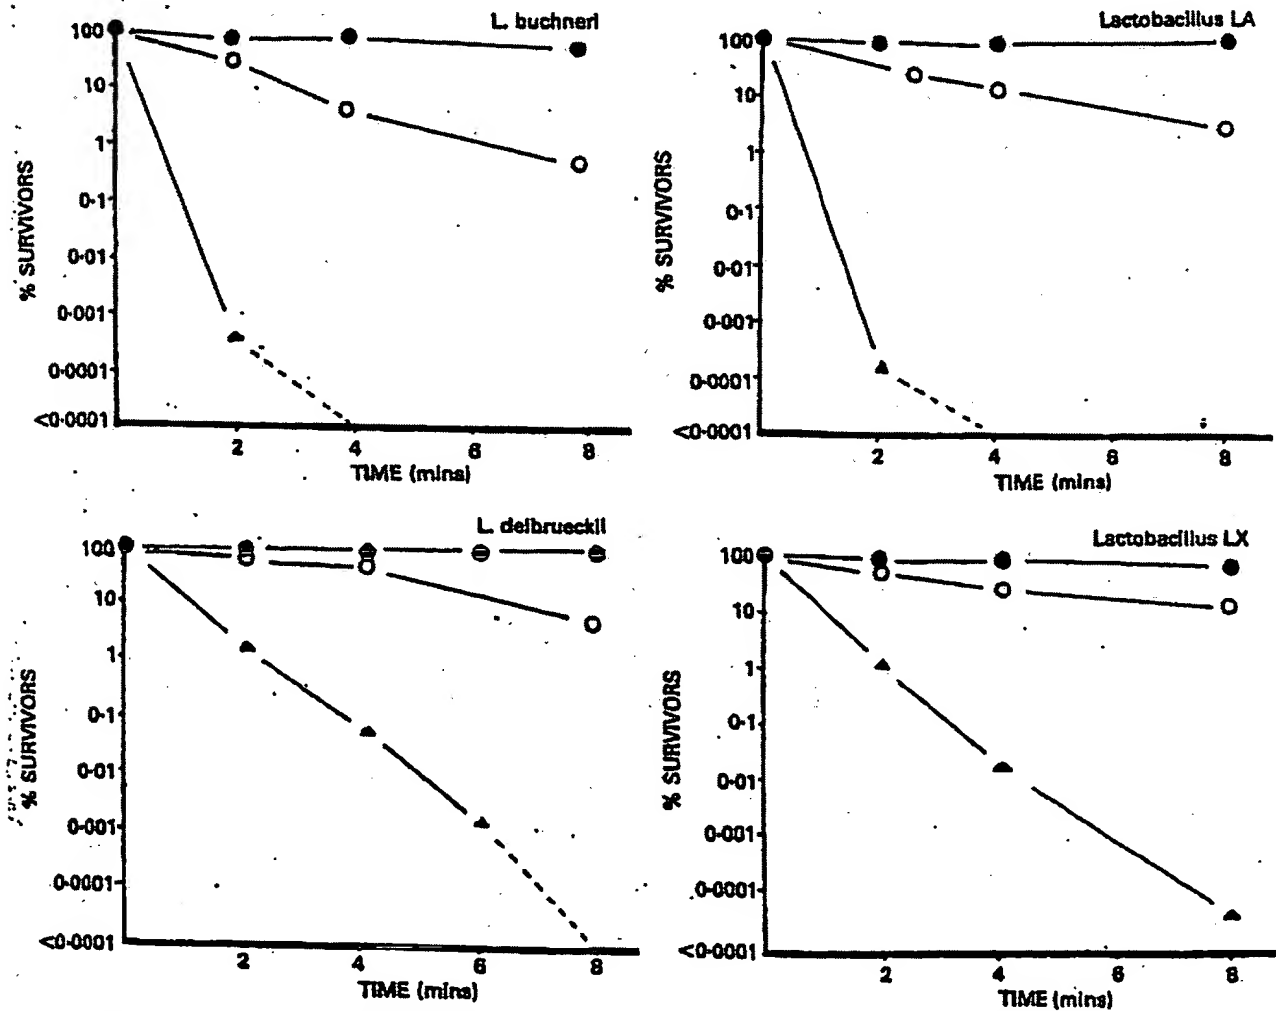 L. buchneri
100
10
1
0·1
0·01
0·001
0·0001
<0·0001
% SURVIVORS
2 4 6 8
TIME (mins)
Lactobacillus LA
100
10
1
0·1
0·01
0·001
0·0001
<0·0001
% SURVIVORS
2 4 6 8
TIME (mins)
L. delbrueckii
100
10
1
0·1
0·01
0·001
0·0001
<0·0001
% SURVIVORS
2 4 6 8
TIME (mins)
Lactobacillus LX
100
10
1
0·1
0·01
0·001
0·0001
<0·0001
% SURVIVORS
2 4 6 8
TIME (mins)